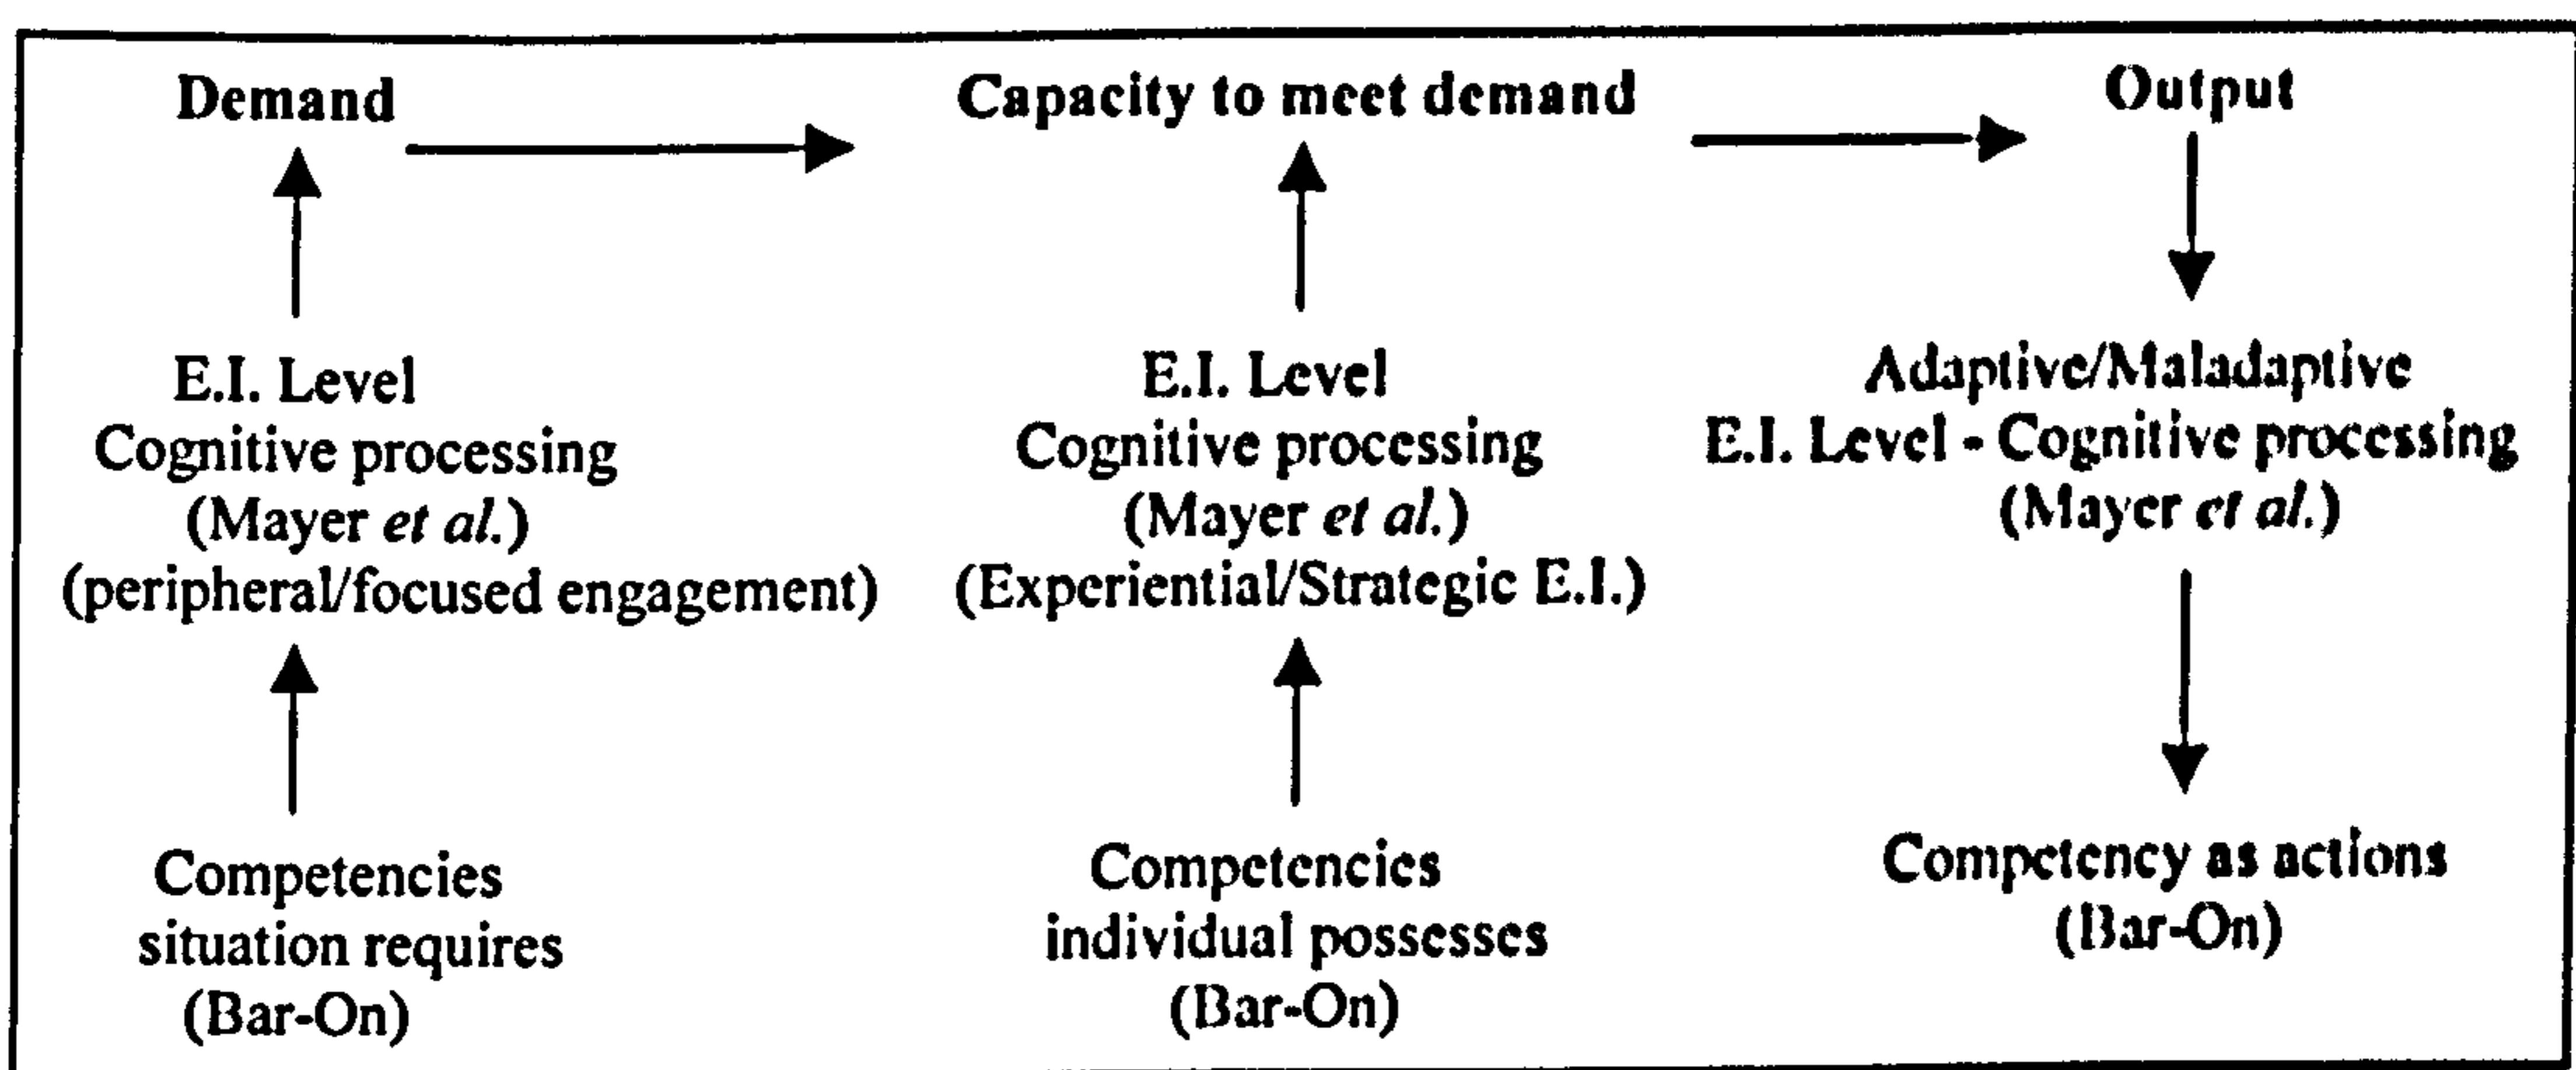 Demand
Capacity to meet demand
Output
E.I. Level
Cognitive processing
(Mayer et al.)
(peripheral/focused engagement)
E.I. Level
Cognitive processing
(Mayer et al.)
(Experiential/Strategic E.I.)
Adaptive/Maladaptive
E.I. Level - Cognitive processing
(Mayer et al.)
Competencies
situation requires
(Bar-On)
Competencies
individual possesses
(Bar-On)
Competency as actions
(Bar-On)